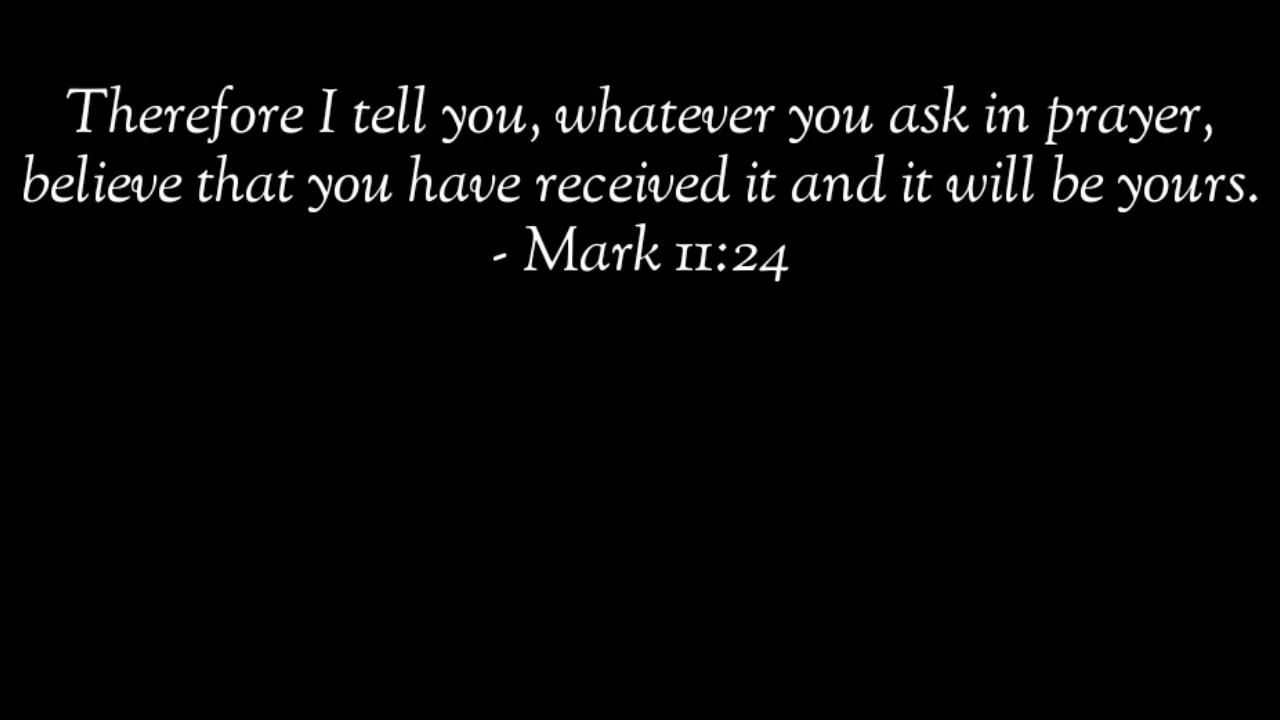 Therefore I tell you, whatever you ask in prayer,
believe that you have received it and it will be yours.
- Mark 11:24